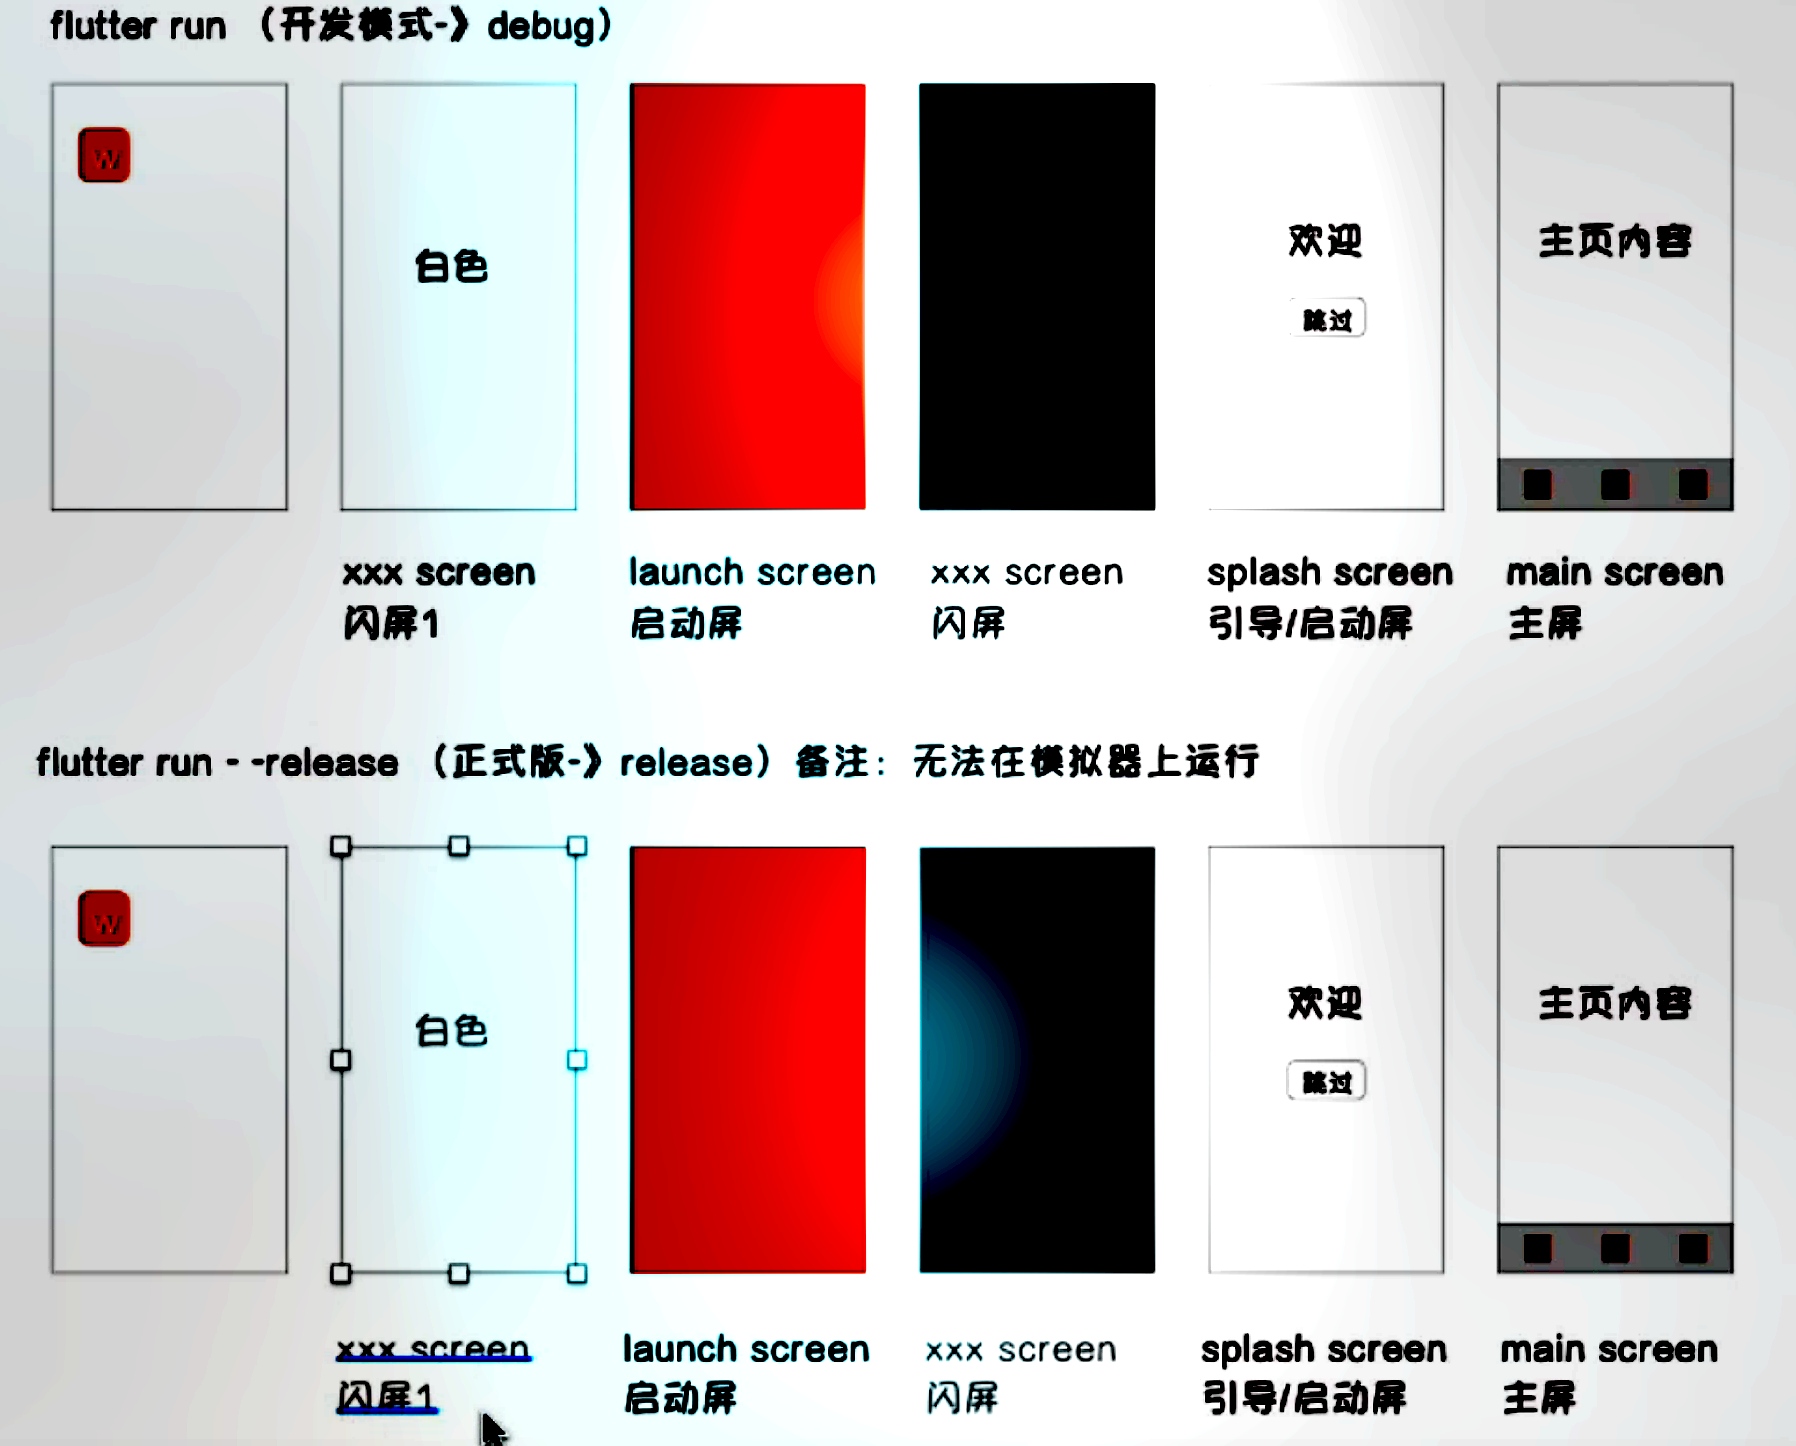 flutter run （开发模式-》debug）
W
白色
欢迎
跳过
主页内容
xxx screen
闪屏1
launch screen
启动屏
xxx screen
闪屏
splash screen
引导/启动屏
main screen
主屏
flutter run - -release （正式版-》release）备注：无法在模拟器上运行
W
白色
欢迎
跳过
主页内容
xxx screen
闪屏1
launch screen
启动屏
xxx screen
闪屏
splash screen
引导/启动屏
main screen
主屏